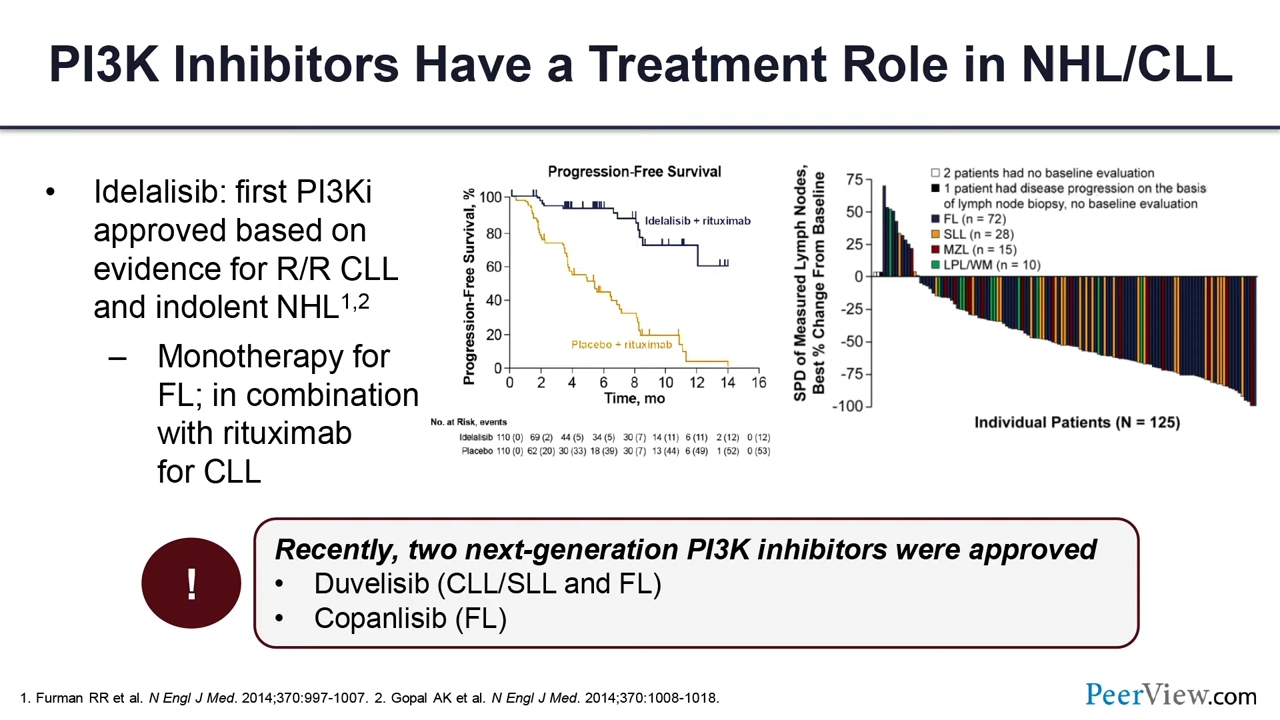 PI3K Inhibitors Have a Treatment Role in NHL/CLL
• Idelalisib: first PI3Ki
approved based on
evidence for R/R CLL
and indolent NHL1,2
– Monotherapy for
FL; in combination
with rituximab
for CLL
Progression-Free Survival
Progression-Free Survival, %
100
80
60
40
20
0
Idelalisib + rituximab
Placebo + rituximab
0 2 4 6 8 10 12 14 16
Time, mo
No. at Risk, events
Idelalisib 110 (0) 69 (2) 44 (5) 34 (5) 30 (7) 14 (11) 6 (11) 2 (12) 0 (12)
Placebo 110 (0) 62 (20) 30 (33) 18 (39) 30 (7) 13 (44) 6 (49) 1 (52) 0 (53)
SPD of Measured Lymph Nodes,
Best % Change From Baseline
75
50
25
0
-25
-50
-75
-100
2 patients had no baseline evaluation
1 patient had disease progression on the basis
of lymph node biopsy, no baseline evaluation
FL (n = 72)
SLL (n = 28)
MZL (n = 15)
LPL/WM (n = 10)
Individual Patients (N = 125)
!
Recently, two next-generation PI3K inhibitors were approved
• Duvelisib (CLL/SLL and FL)
• Copanlisib (FL)
1. Furman RR et al. N Engl J Med. 2014;370:997-1007. 2. Gopal AK et al. N Engl J Med. 2014;370:1008-1018.
PeerView.com